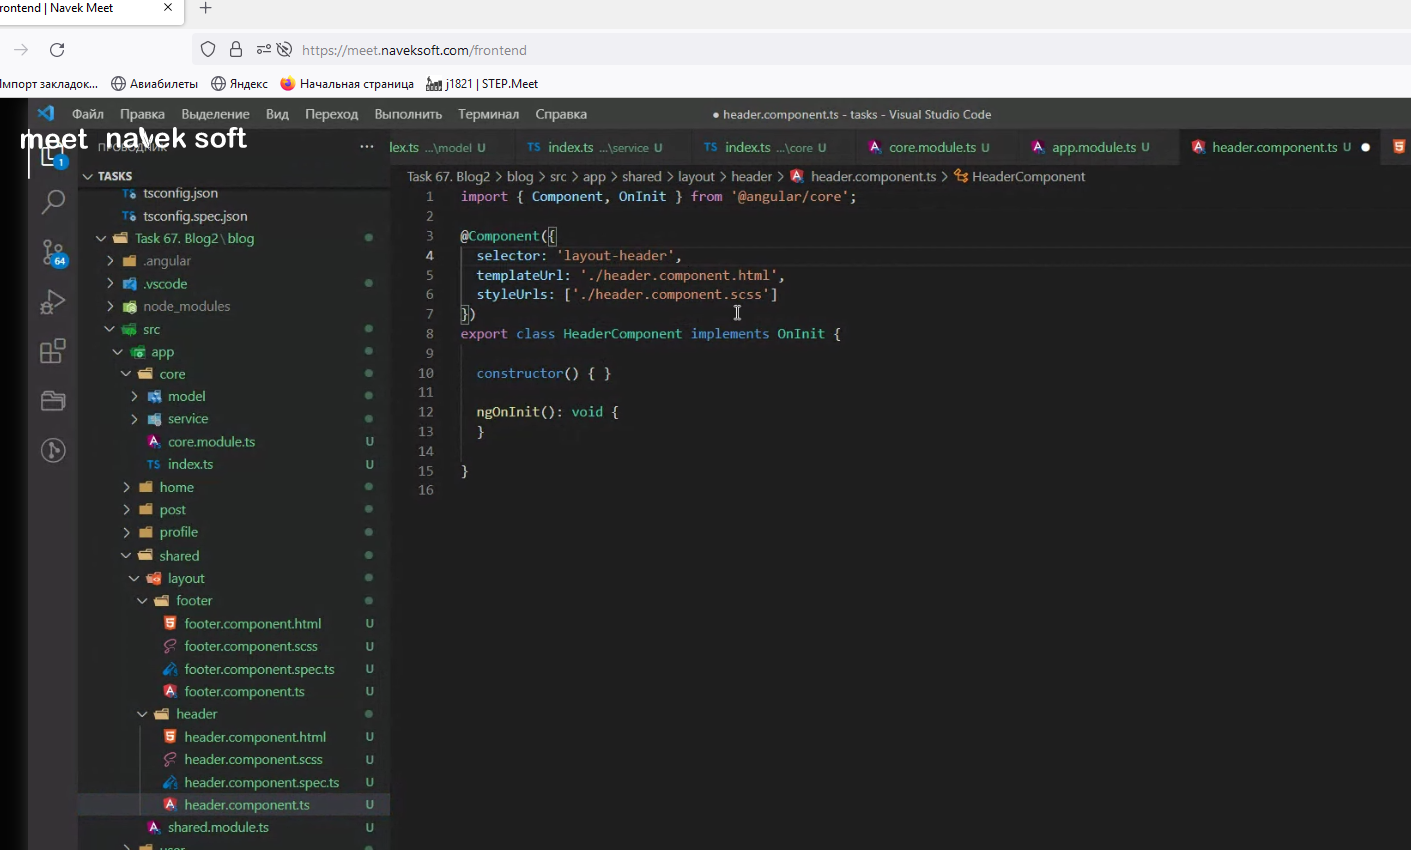 rontend | Navek Meet
https://meet.naveksoft.com/frontend
Импорт закладок... Авиабилеты Яндекс Начальная страница j1821 | STEP.Meet
Файл Правка Выделение Вид Переход Выполнить Терминал Справка ● header.component.ts - tasks - Visual Studio Code
meet navek soft
ПРОВОДНИК ...
lex.ts ...\model U TS index.ts ...\service U TS index.ts ...\core U core.module.ts U app.module.ts U header.component.ts U ●
1
64
TASKS
tsconfig.json
tsconfig.spec.json
Task 67. Blog2 \ blog
.angular
.vscode
node_modules
src
app
core
model
service
core.module.ts U
TS index.ts U
home
post
profile
shared
layout
footer
footer.component.html U
footer.component.scss U
footer.component.spec.ts U
footer.component.ts U
header
header.component.html U
header.component.scss U
header.component.spec.ts U
header.component.ts U
shared.module.ts U
user
Task 67. Blog2 > blog > src > app > shared > layout > header > header.component.ts > HeaderComponent
1 import { Component, OnInit } from '@angular/core';
2
3 @Component({
4 selector: 'layout-header',
5 templateUrl: './header.component.html',
6 styleUrls: ['./header.component.scss']
7 })
8 export class HeaderComponent implements OnInit {
9
10 constructor() { }
11
12 ngOnInit(): void {
13 }
14
15 }
16